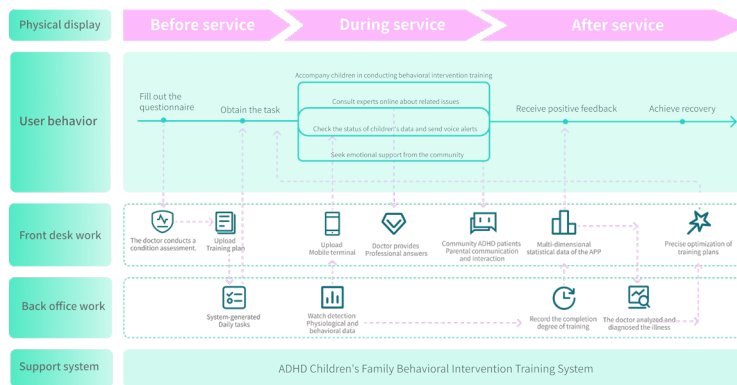 Physical display
Before service
During service
After service
User behavior
Accompany children in conducting behavioral intervention training
Fill out the
questionnaire
Obtain the task
Consult experts online about related issues
Check the status of children's data and send voice alerts
Seek emotional support from the community
Receive positive feedback
Achieve recovery
Front desk work
The doctor conducts a
condition assessment.
Upload
Training plan
Upload
Mobile terminal
Doctor provides
Professional answers
Community ADHD patients
Parental communication
and interaction
Multi-dimensional
statistical data of the APP
Precise optimization of
training plans
Back office work
System-generated
Daily tasks
Watch detection
Physiological and
behavioral data
Record the completion
degree of training
The doctor analyzed and
diagnosed the illness
Support system
ADHD Children's Family Behavioral Intervention Training System